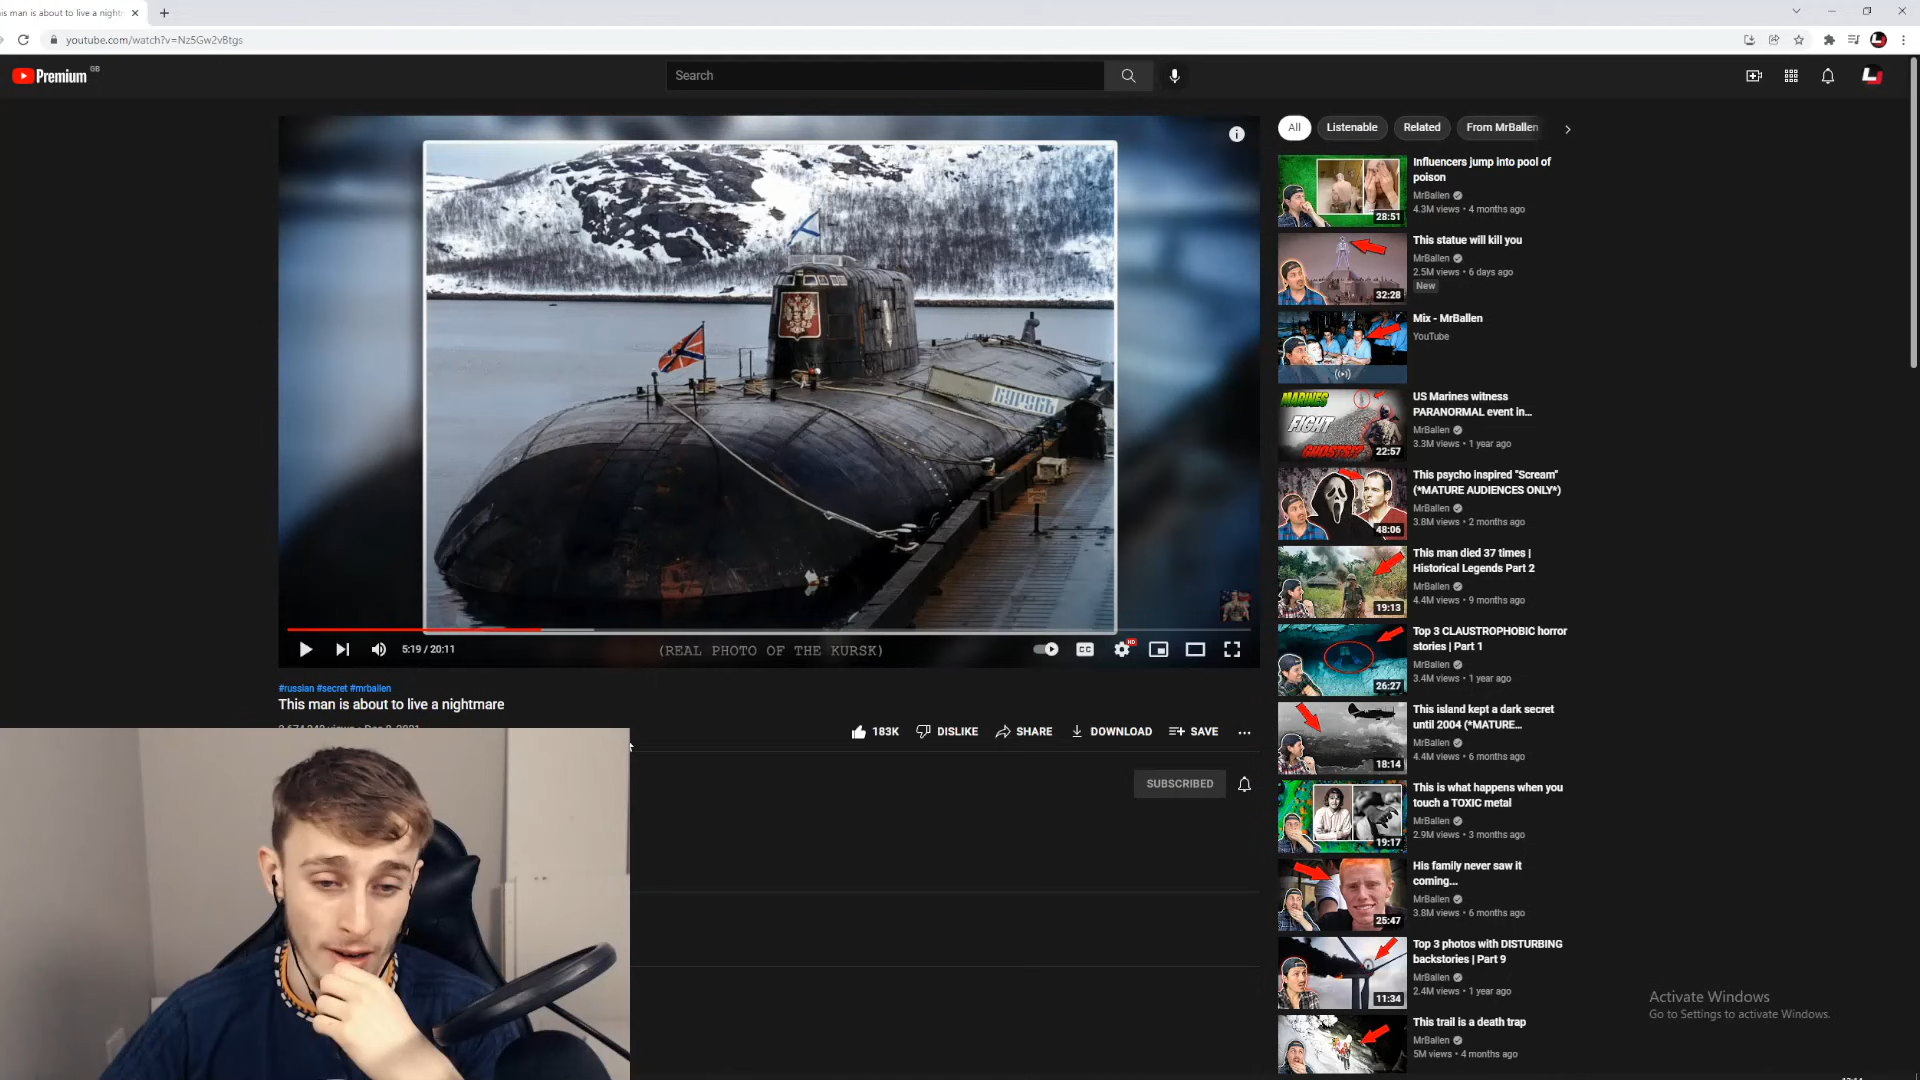 is man is about to live a night
youtube.com/watch?v=Nz5Gw2vBtgs
Premium GB
Search
All
Listenable
Related
From MrBallen
КУРСКЪ
5:19 / 20:11
(REAL PHOTO OF THE KURSK)
CC
HD
#russian #secret #mrballen
This man is about to live a nightmare
183K
DISLIKE
SHARE
DOWNLOAD
SAVE
SUBSCRIBED
28:51
Influencers jump into pool of
poison
MrBallen
4.3M views • 4 months ago
32:28
This statue will kill you
MrBallen
2.5M views • 6 days ago
New
Mix - MrBallen
YouTube
MARINES
FIGHT
GHOSTS!?
22:57
US Marines witness
PARANORMAL event in...
MrBallen
3.3M views • 1 year ago
48:06
This psycho inspired "Scream"
(*MATURE AUDIENCES ONLY*)
MrBallen
3.8M views • 2 months ago
19:13
This man died 37 times |
Historical Legends Part 2
MrBallen
4.4M views • 9 months ago
26:27
Top 3 CLAUSTROPHOBIC horror
stories | Part 1
MrBallen
3.4M views • 1 year ago
18:14
This island kept a dark secret
until 2004 (*MATURE...
MrBallen
4.4M views • 6 months ago
19:17
This is what happens when you
touch a TOXIC metal
MrBallen
2.9M views • 3 months ago
25:47
His family never saw it
coming...
MrBallen
3.8M views • 6 months ago
11:34
Top 3 photos with DISTURBING
backstories | Part 9
MrBallen
2.4M views • 1 year ago
This trail is a death trap
MrBallen
5M views • 4 months ago
Activate Windows
Go to Settings to activate Windows.